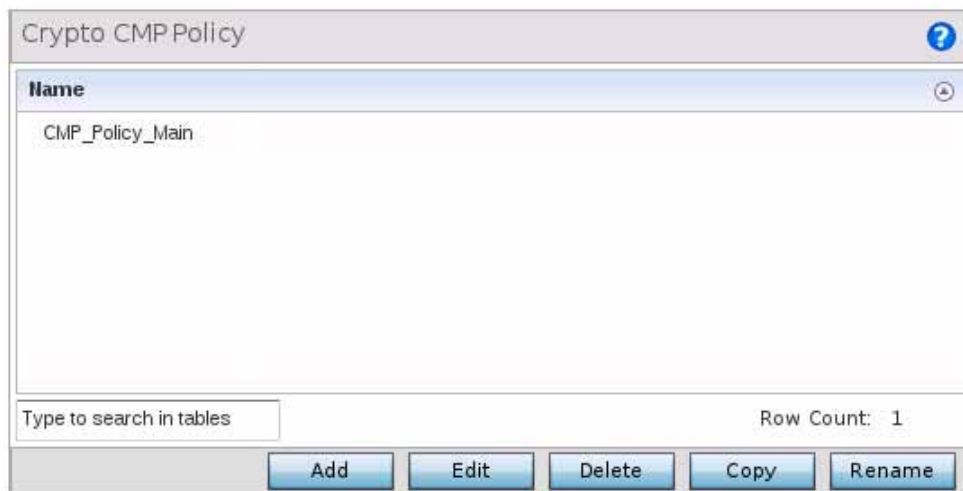 Crypto CMP Policy
?
Name
CMP_Policy_Main
Type to search in tables
Row Count: 1
Add Edit Delete Copy Rename